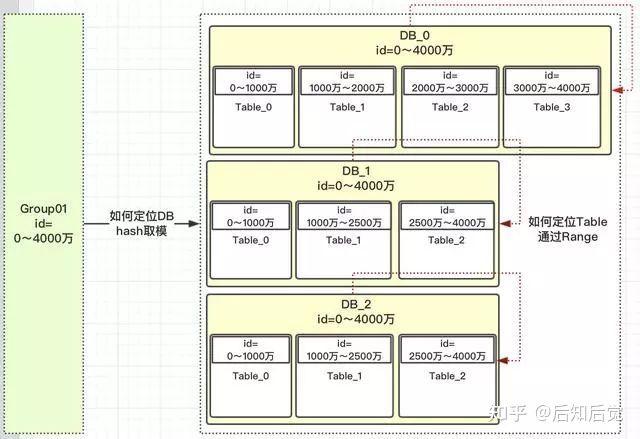 DB_0
id=0~4000万
id=
0~1000万
Table_0
id=
1000万~2000万
Table_1
id=
2000万~3000万
Table_2
id=
3000万~4000万
Table_3
Group01
id=
0~4000万
如何定位DB
hash取模
DB_1
id=0~4000万
id=
0~1000万
Table_0
id=
1000万~2500万
Table_1
id=
2500万~4000万
Table_2
如何定位Table
通过Range
DB_2
id=0~4000万
id=
0~1000万
Table_0
id=
1000万~2500万
Table_1
id=
2500万~4000万
Table_2
知乎 @后知后觉